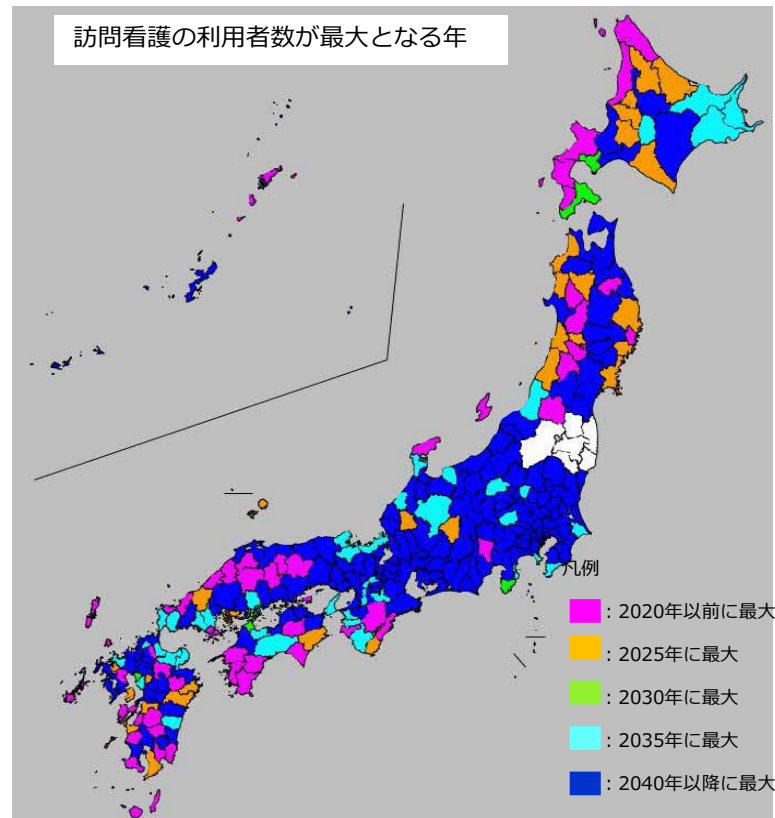 訪問看護の利用者数が最大となる年
凡例
：2020年以前に最大
：2025年に最大
：2030年に最大
：2035年に最大
：2040年以降に最大